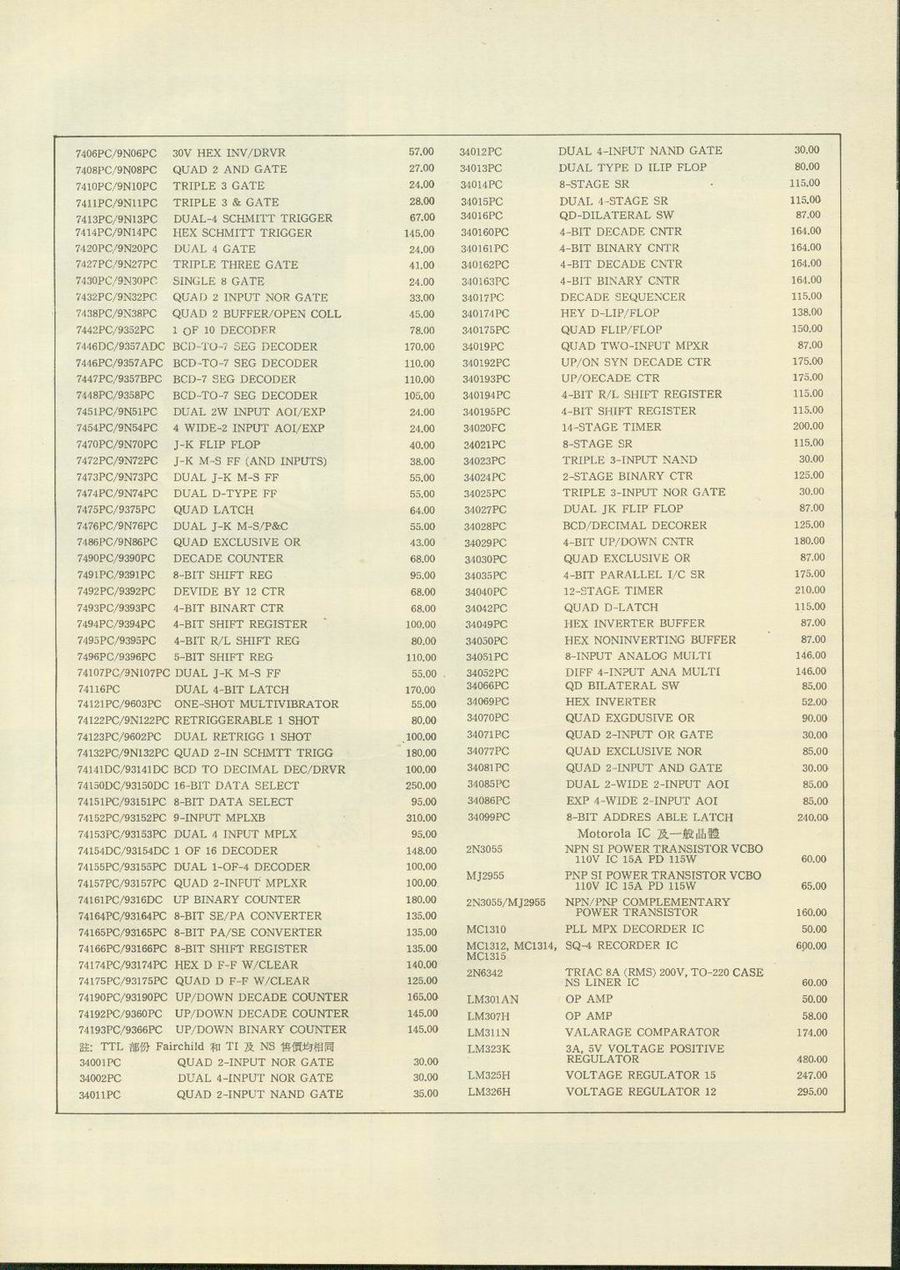 7406PC/9N06PC 30V HEX INV/DRVR 57.00
7408PC/9N08PC QUAD 2 AND GATE 27.00
7410PC/9N10PC TRIPLE 3 GATE 24.00
7411PC/9N11PC TRIPLE 3 & GATE 28.00
7413PC/9N13PC DUAL-4 SCHMITT TRIGGER 67.00
7414PC/9N14PC HEX SCHMITT TRIGGER 145.00
7420PC/9N20PC DUAL 4 GATE 24.00
7427PC/9N27PC TRIPLE THREE GATE 41.00
7430PC/9N30PC SINGLE 8 GATE 24.00
7432PC/9N32PC QUAD 2 INPUT NOR GATE 33.00
7438PC/9N38PC QUAD 2 BUFFER/OPEN COLL 45.00
7442PC/9352PC 1 OF 10 DECODER 78.00
7446DC/9357ADC BCD-TO-7 SEG DECODER 170.00
7446PC/9357APC BCD-TO-7 SEG DECODER 110.00
7447PC/9357BPC BCD-7 SEG DECODER 110.00
7448PC/9358PC BCD-TO-7 SEG DECODER 105.00
7451PC/9N51PC DUAL 2W INPUT AOI/EXP 24.00
7454PC/9N54PC 4 WIDE-2 INPUT AOI/EXP 24.00
7470PC/9N70PC J-K FLIP FLOP 40.00
7472PC/9N72PC J-K M-S FF (AND INPUTS) 38.00
7473PC/9N73PC DUAL J-K M-S FF 55.00
7474PC/9N74PC DUAL D-TYPE FF 55.00
7475PC/9375PC QUAD LATCH 64.00
7476PC/9N76PC DUAL J-K M-S/P&C 55.00
7486PC/9N86PC QUAD EXCLUSIVE OR 43.00
7490PC/9390PC DECADE COUNTER 68.00
7491PC/9391PC 8-BIT SHIFT REG 95.00
7492PC/9392PC DEVIDE BY 12 CTR 68.00
7493PC/9393PC 4-BIT BINART CTR 68.00
7494PC/9394PC 4-BIT SHIFT REGISTER 100.00
7495PC/9395PC 4-BIT R/L SHIFT REG 80.00
7496PC/9396PC 5-BIT SHIFT REG 110.00
74107PC/9N107PC DUAL J-K M-S FF 55.00
74116PC DUAL 4-BIT LATCH 170.00
74121PC/9603PC ONE-SHOT MULTIVIBRATOR 55.00
74122PC/9N122PC RETRIGGERABLE 1 SHOT 80.00
74123PC/9602PC DUAL RETRIGG 1 SHOT 100.00
74132PC/9N132PC QUAD 2-IN SCHMTT TRIGG 180.00
74141DC/93141DC BCD TO DECIMAL DEC/DRVR 100.00
74150DC/93150DC 16-BIT DATA SELECT 250.00
74151PC/93151PC 8-BIT DATA SELECT 95.00
74152PC/93152PC 9-INPUT MPLXB 310.00
74153PC/93153PC DUAL 4 INPUT MPLX 95.00
74154DC/93154DC 1 OF 16 DECODER 148.00
74155PC/93155PC DUAL 1-OF-4 DECODER 100.00
74157PC/93157PC QUAD 2-INFUT MPLXR 100.00
74161PC/9316DC UP BINARY COUNTER 180.00
74164PC/93164PC 8-BIT SE/PA CONVERTER 135.00
74165PC/93165PC 8-BIT PA/SE CONVERTER 135.00
74166PC/93166PC 8-BIT SHIFT REGISTER 135.00
74174PC/93174PC HEX D F-F W/CLEAR 140.00
74175PC/93175PC QUAD D F-F W/CLEAR 125.00
74190PC/93190PC UP/DOWN DECADE COUNTER 165.00
74192PC/9360PC UP/DOWN DECADE COUNTER 145.00
74193PC/9366PC UP/DOWN BINARY COUNTER 145.00
註: TTL 部份 Fairchild 和 TI 及 NS 售價均相同
34001PC QUAD 2-INPUT NOR GATE 30.00
34002PC DUAL 4-INPUT NOR GATE 30.00
34011PC QUAD 2-INPUT NAND GATE 35.00
34012PC DUAL 4-INPUT NAND GATE 30.00
34013PC DUAL TYPE D ILIP FLOP 80.00
34014PC 8-STAGE SR 115.00
34015PC DUAL 4-STAGE SR 115.00
34016PC QD-DILATERAL SW 87.00
340160PC 4-BIT DECADE CNTR 164.00
340161PC 4-BIT BINARY CNTR 164.00
340162PC 4-BIT DECADE CNTR 164.00
340163PC 4-BIT BINARY CNTR 164.00
34017PC DECADE SEQUENCER 115.00
340174PC HEY D-LIP/FLOP 138.00
340175PC QUAD FLIP/FLOP 150.00
34019PC QUAD TWO-INPUT MPXR 87.00
340192PC UP/ON SYN DECADE CTR 175.00
340193PC UP/OECADE CTR 175.00
340194PC 4-BIT R/L SHIFT REGISTER 115.00
340195PC 4-BIT SHIFT REGISTER 115.00
34020FC 14-STAGE TIMER 200.00
34021PC 8-STAGE SR 115.00
34023PC TRIPLE 3-INPUT NAND 30.00
34024PC 2-STAGE BINARY CTR 125.00
34025PC TRIPLE 3-INPUT NOR GATE 30.00
34027PC DUAL JK FLIP FLOP 87.00
34028PC BCD/DECIMAL DECORER 125.00
34029PC 4-BIT UP/DOWN CNTR 180.00
34030PC QUAD EXCLUSIVE OR 87.00
34035PC 4-BIT PARALLEL I/C SR 175.00
34040PC 12-STAGE TIMER 210.00
34042PC QUAD D-LATCH 115.00
34049PC HEX INVERTER BUFFER 87.00
34050PC HEX NONINVERTING BUFFER 87.00
34051PC 8-INPUT ANALOG MULTI 146.00
34052PC DIFF 4-INPUT ANA MULTI 146.00
34066PC QD BILATERAL SW 85.00
34069PC HEX INVERTER 52.00
34070PC QUAD EXGDUSIVE OR 90.00
34071PC QUAD 2-INPUT OR GATE 30.00
34077PC QUAD EXCLUSIVE NOR 85.00
34081PC QUAD 2-INPUT AND GATE 30.00
34085PC DUAL 2-WIDE 2-INPUT AOI 85.00
34086PC EXP 4-WIDE 2-INPUT AOI 85.00
34099PC 8-BIT ADDRES ABLE LATCH 240.00
Motorola IC 及一般晶體
2N3055 NPN SI POWER TRANSISTOR VCBO
110V IC 15A PD 115W 60.00
MJ2955 PNP SI POWER TRANSISTOR VCBO
110V IC 15A PD 115W 65.00
2N3055/MJ2955 NPN/PNP COMPLEMENTARY
POWER TRANSISTOR 160.00
MC1310 PLL MPX DECORDER IC 50.00
MC1312, MC1314, SQ-4 RECORDER IC 600.00
MC1315
2N6342 TRIAC 8A (RMS) 200V, TO-220 CASE
NS LINER IC 60.00
LM301AN OP AMP 50.00
LM307H OP AMP 58.00
LM311N VALARAGE COMPARATOR 174.00
LM323K 3A, 5V VOLTAGE POSITIVE
REGULATOR 480.00
LM325H VOLTAGE REGULATOR 15 247.00
LM326H VOLTAGE REGULATOR 12 295.00